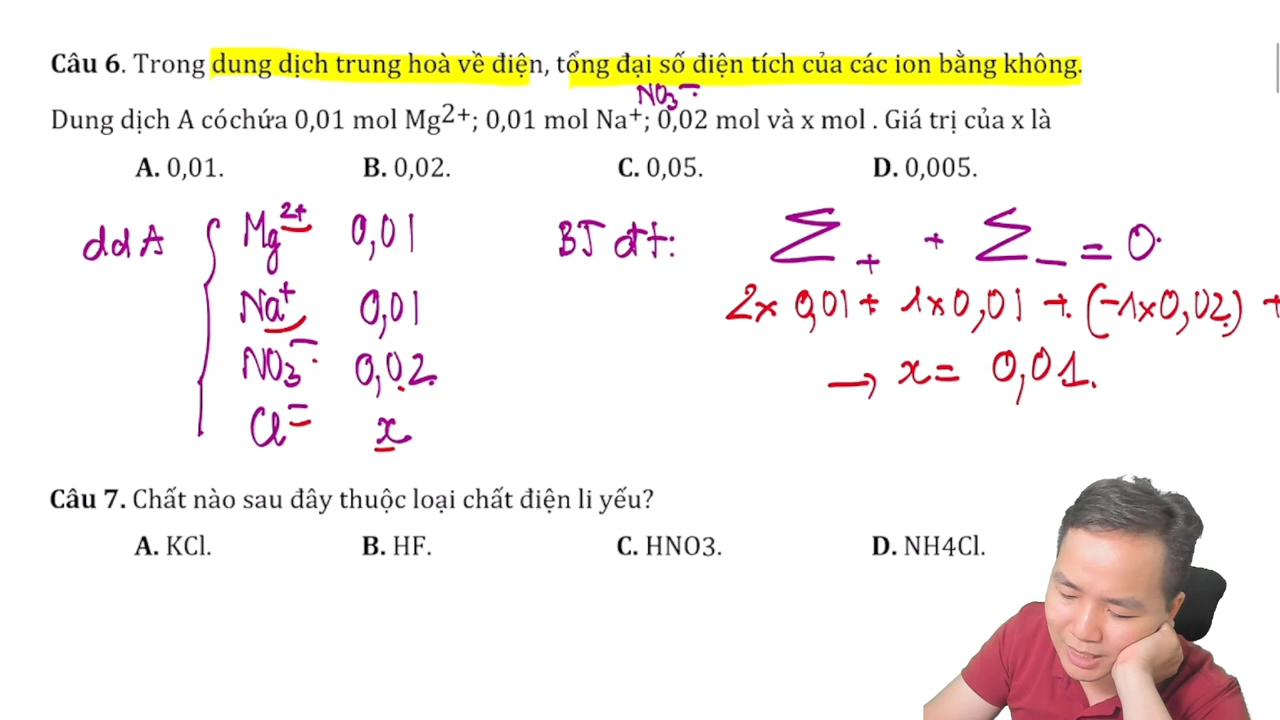 Câu 6. Trong dung dịch trung hoà về điện, tổng đại số điện tích của các ion bằng không.
NO3-
Dung dịch A cóchứa 0,01 mol Mg2+; 0,01 mol Na+; 0,02 mol và x mol . Giá trị của x là
A. 0,01. B. 0,02. C. 0,05. D. 0,005.
ddA { Mg2+ 0,01 BT đt: Σ+ + Σ- = 0.
Na+ 0,01 2x 0,01 + 1x0,01 + (-1x0,02) +
NO3- 0,02 → x = 0,01.
Cl- x
Câu 7. Chất nào sau đây thuộc loại chất điện li yếu?
A. KCl. B. HF. C. HNO3. D. NH4Cl.